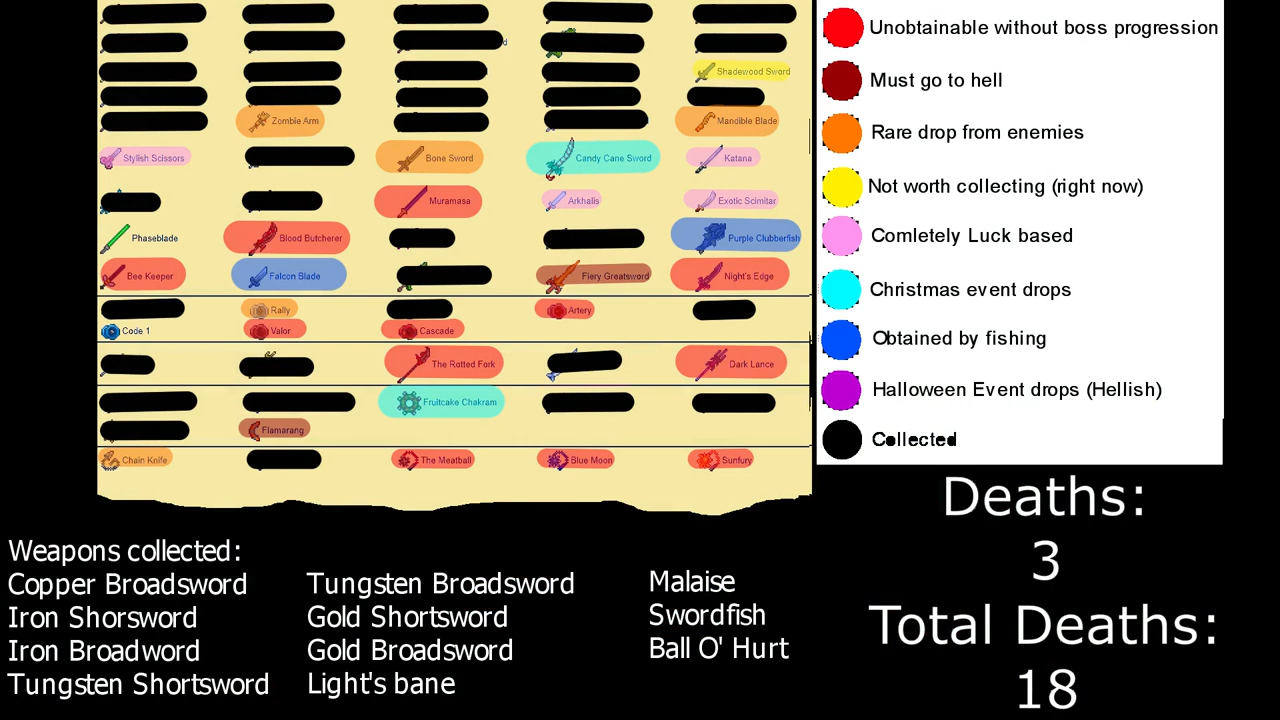 Shadewood Sword
Zombie Arm
Mandible Blade
Stylish Scissors
Bone Sword
Candy Cane Sword
Katana
Muramasa
Arkhalis
Exotic Scimitar
Phaseblade
Blood Butcherer
Purple Clubberfish
Bee Keeper
Falcon Blade
Fiery Greatsword
Night's Edge
Rally
Artery
Code 1
Valor
Cascade
The Rotted Fork
Dark Lance
Fruitcake Chakram
Flamarang
Chain Knife
The Meatball
Blue Moon
Sunfury
Unobtainable without boss progression
Must go to hell
Rare drop from enemies
Not worth collecting (right now)
Comletely Luck based
Christmas event drops
Obtained by fishing
Halloween Event drops (Hellish)
Collected
Weapons collected:
Copper Broadsword
Iron Shorsword
Iron Broadword
Tungsten Shortsword
Tungsten Broadsword
Gold Shortsword
Gold Broadsword
Light's bane
Malaise
Swordfish
Ball O' Hurt
Deaths:
3
Total Deaths:
18